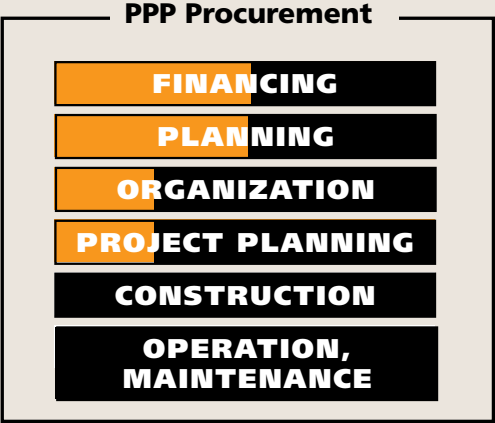 PPP Procurement
FINANCING
PLANNING
ORGANIZATION
PROJECT PLANNING
CONSTRUCTION
OPERATION,
MAINTENANCE